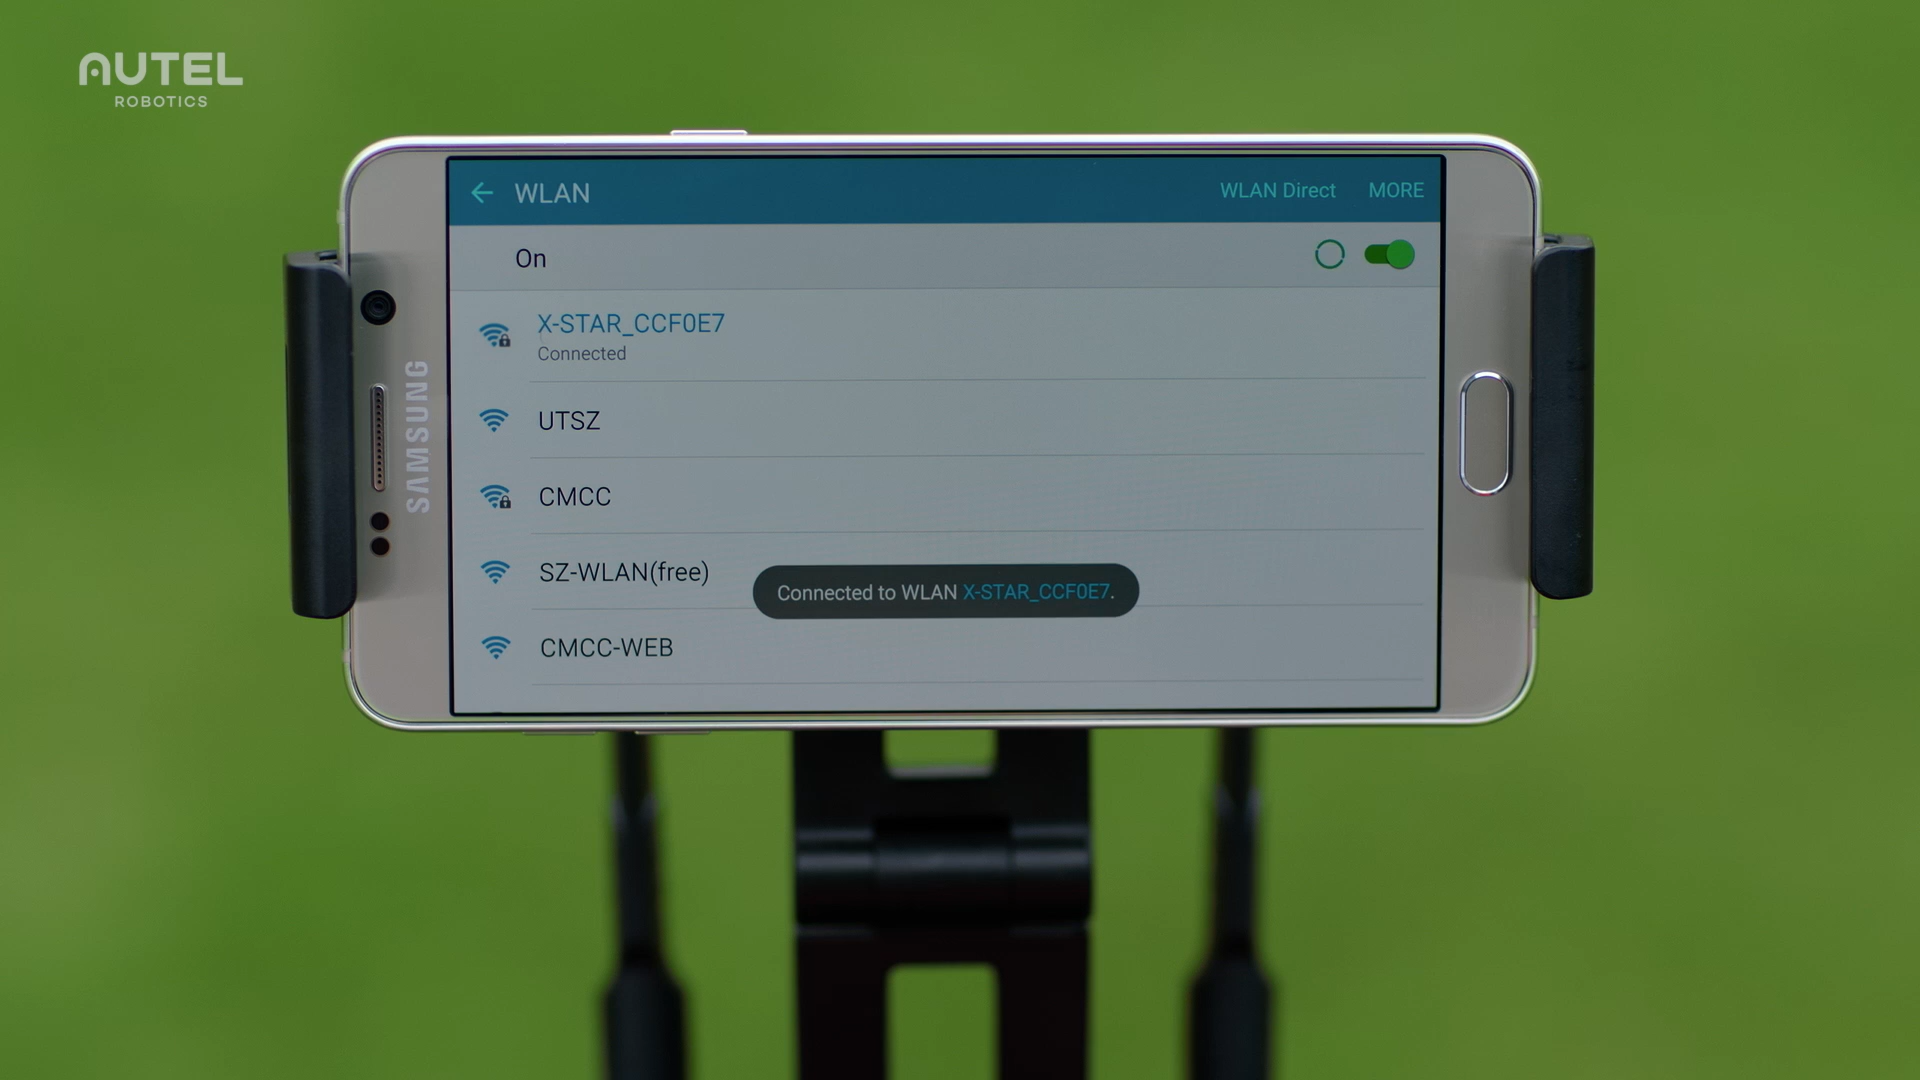 AUTEL
ROBOTICS
SAMSUNG
WLAN
WLAN Direct
MORE
On
X-STAR_CCF0E7
Connected
UTSZ
CMCC
SZ-WLAN(free)
Connected to WLAN X-STAR_CCF0E7.
CMCC-WEB